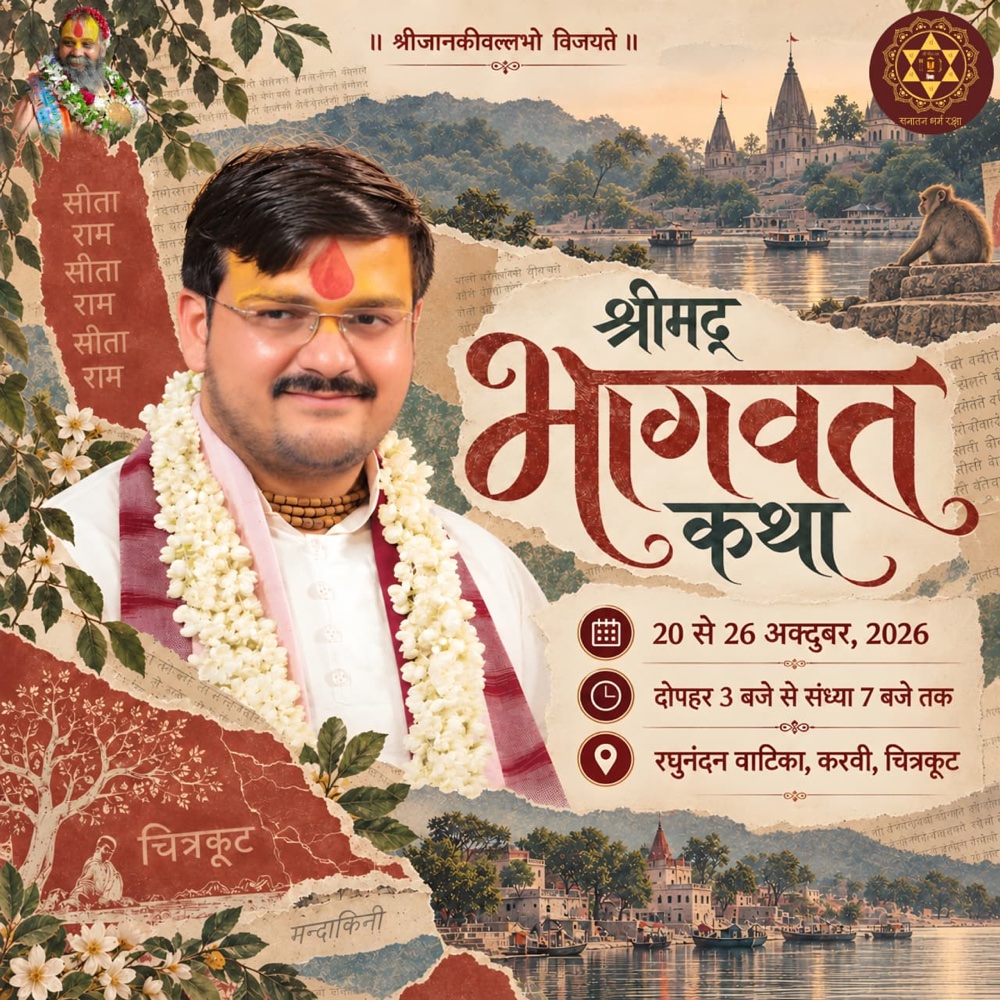 ॥ श्रीजानकीवल्लभो विजयते ॥
सनातन धर्म रक्षा
सीता
राम
सीता
राम
सीता
राम
श्रीमद्
भागवत
कथा
20 से 26 अक्टुबर, 2026
दोपहर 3 बजे से संध्या 7 बजे तक
रघुनंदन वाटिका, करवी, चित्रकूट
चित्रकूट
मन्दाकिनी